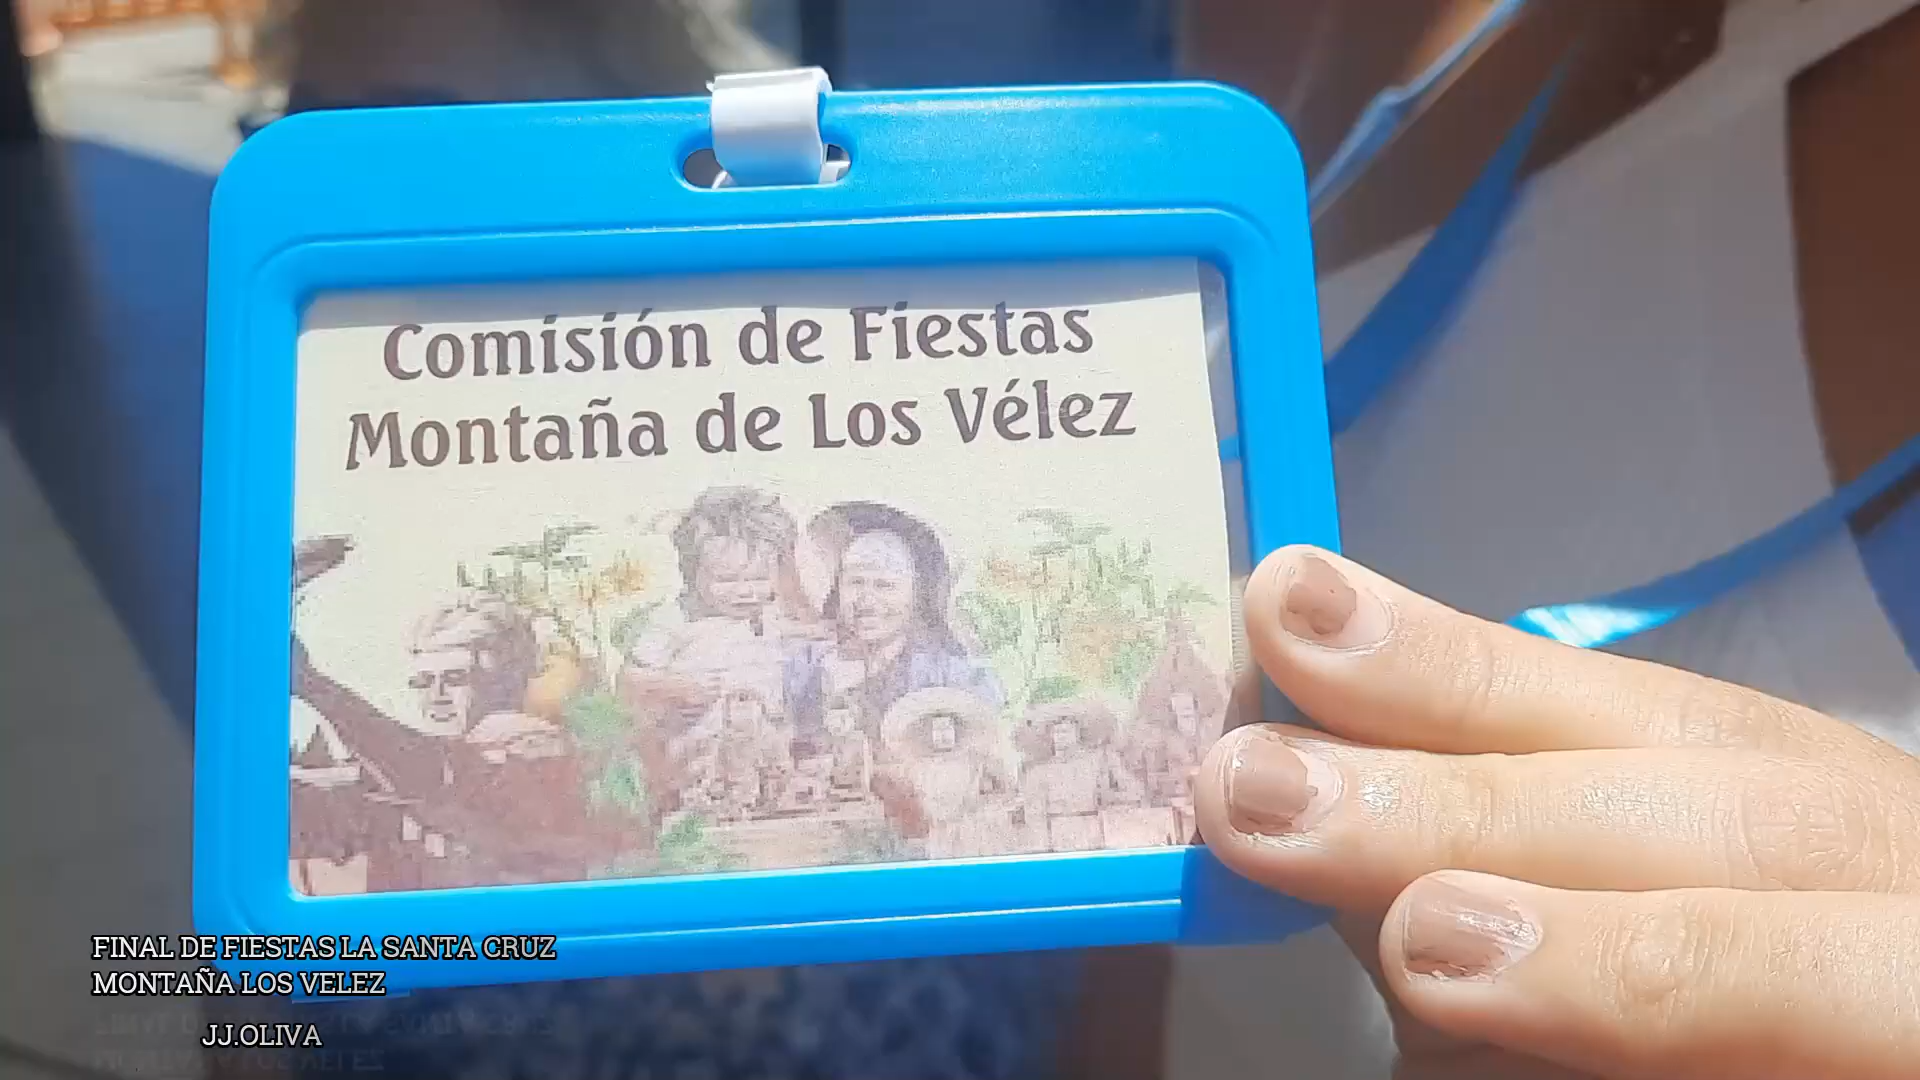 Comisión de Fiestas
Montaña de Los Vélez
FINAL DE FIESTAS LA SANTA CRUZ
MONTAÑA LOS VELEZ
JJ.OLIVA